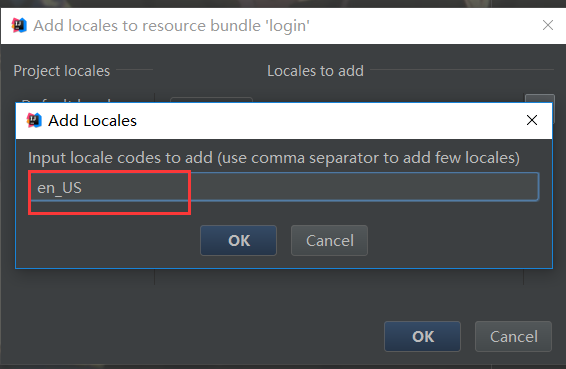 Add locales to resource bundle 'login'
Project locales
Locales to add
Add Locales
Input locale codes to add (use comma separator to add few locales)
en_US
OK
Cancel
OK
Cancel